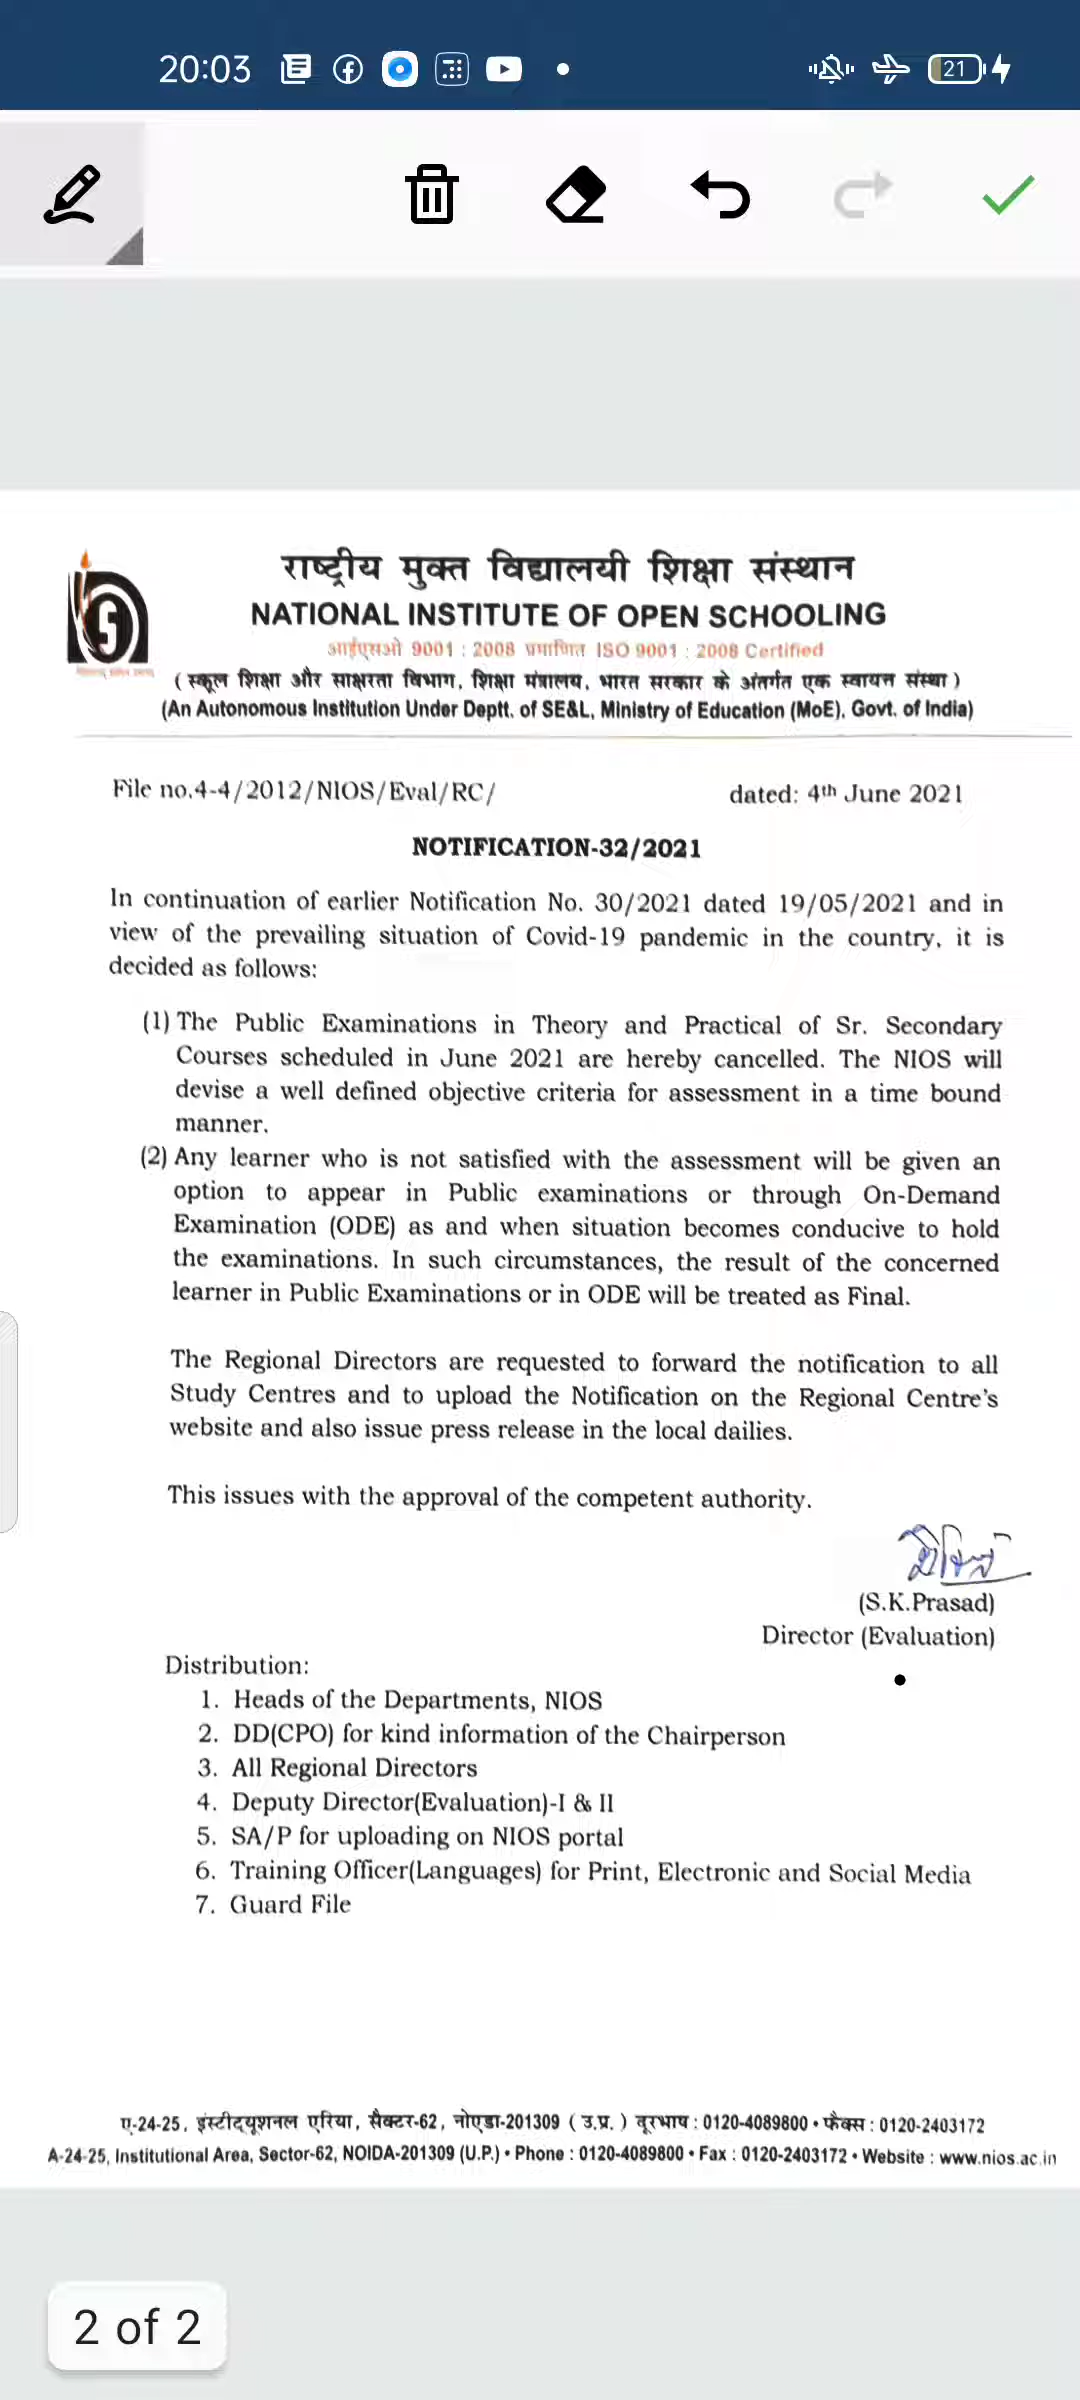 20:03
21
राष्ट्रीय मुक्त विद्यालयी शिक्षा संस्थान
NATIONAL INSTITUTE OF OPEN SCHOOLING
आईएसओ 9001 : 2008 प्रमाणित ISO 9001 : 2008 Certified
( स्कूल शिक्षा और साक्षरता विभाग, शिक्षा मंत्रालय, भारत सरकार के अंतर्गत एक स्वायत्त संस्था )
(An Autonomous Institution Under Deptt. of SE&L, Ministry of Education (MoE), Govt. of India)
File no.4-4/2012/NIOS/Eval/RC/ dated: 4th June 2021
NOTIFICATION-32/2021
In continuation of earlier Notification No. 30/2021 dated 19/05/2021 and in
view of the prevailing situation of Covid-19 pandemic in the country, it is
decided as follows:
(1) The Public Examinations in Theory and Practical of Sr. Secondary
Courses scheduled in June 2021 are hereby cancelled. The NIOS will
devise a well defined objective criteria for assessment in a time bound
manner.
(2) Any learner who is not satisfied with the assessment will be given an
option to appear in Public examinations or through On-Demand
Examination (ODE) as and when situation becomes conducive to hold
the examinations. In such circumstances, the result of the concerned
learner in Public Examinations or in ODE will be treated as Final.
The Regional Directors are requested to forward the notification to all
Study Centres and to upload the Notification on the Regional Centre's
website and also issue press release in the local dailies.
This issues with the approval of the competent authority.
(S.K.Prasad)
Director (Evaluation)
Distribution:
1. Heads of the Departments, NIOS
2. DD(CPO) for kind information of the Chairperson
3. All Regional Directors
4. Deputy Director(Evaluation)-I & II
5. SA/P for uploading on NIOS portal
6. Training Officer(Languages) for Print, Electronic and Social Media
7. Guard File
ए-24-25, इंस्टीट्यूशनल एरिया, सैक्टर-62, नोएडा-201309 ( उ.प्र. ) दूरभाष : 0120-4089800 • फैक्स : 0120-2403172
A-24-25, Institutional Area, Sector-62, NOIDA-201309 (U.P.) • Phone : 0120-4089800 • Fax : 0120-2403172 • Website : www.nios.ac.in
2 of 2